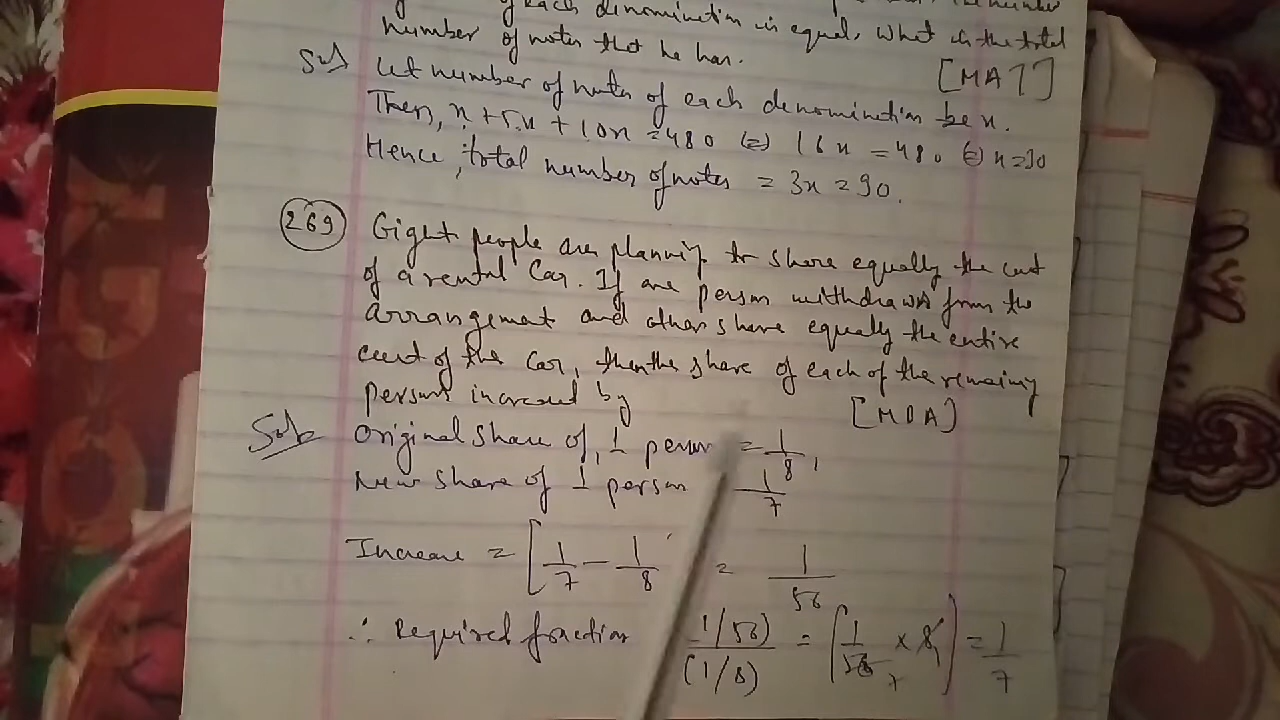 of each denomination is equal, What is the total
number of notes that he has. [MAT]
Sol let number of notes of each denomination be x.
Then, x + 5x + 10x = 480 (=) 16x = 480 (=) x = 30
Hence, total number of notes = 3x = 90.
269 Eight people are planning to share equally the cost
of a rental Car. If one person withdraws from the
arrangement and others share equally the entire
cost of the car, then the share of each of the remaining
persons increased by [MBA]
Sol: Original share of 1 person = 1/8,
New share of 1 person 1/7
Increase = [1/7 - 1/8 = 1/56
∴ Required fraction 1/56) / (1/8) = (1/56 7 × 8 1) = 1/7